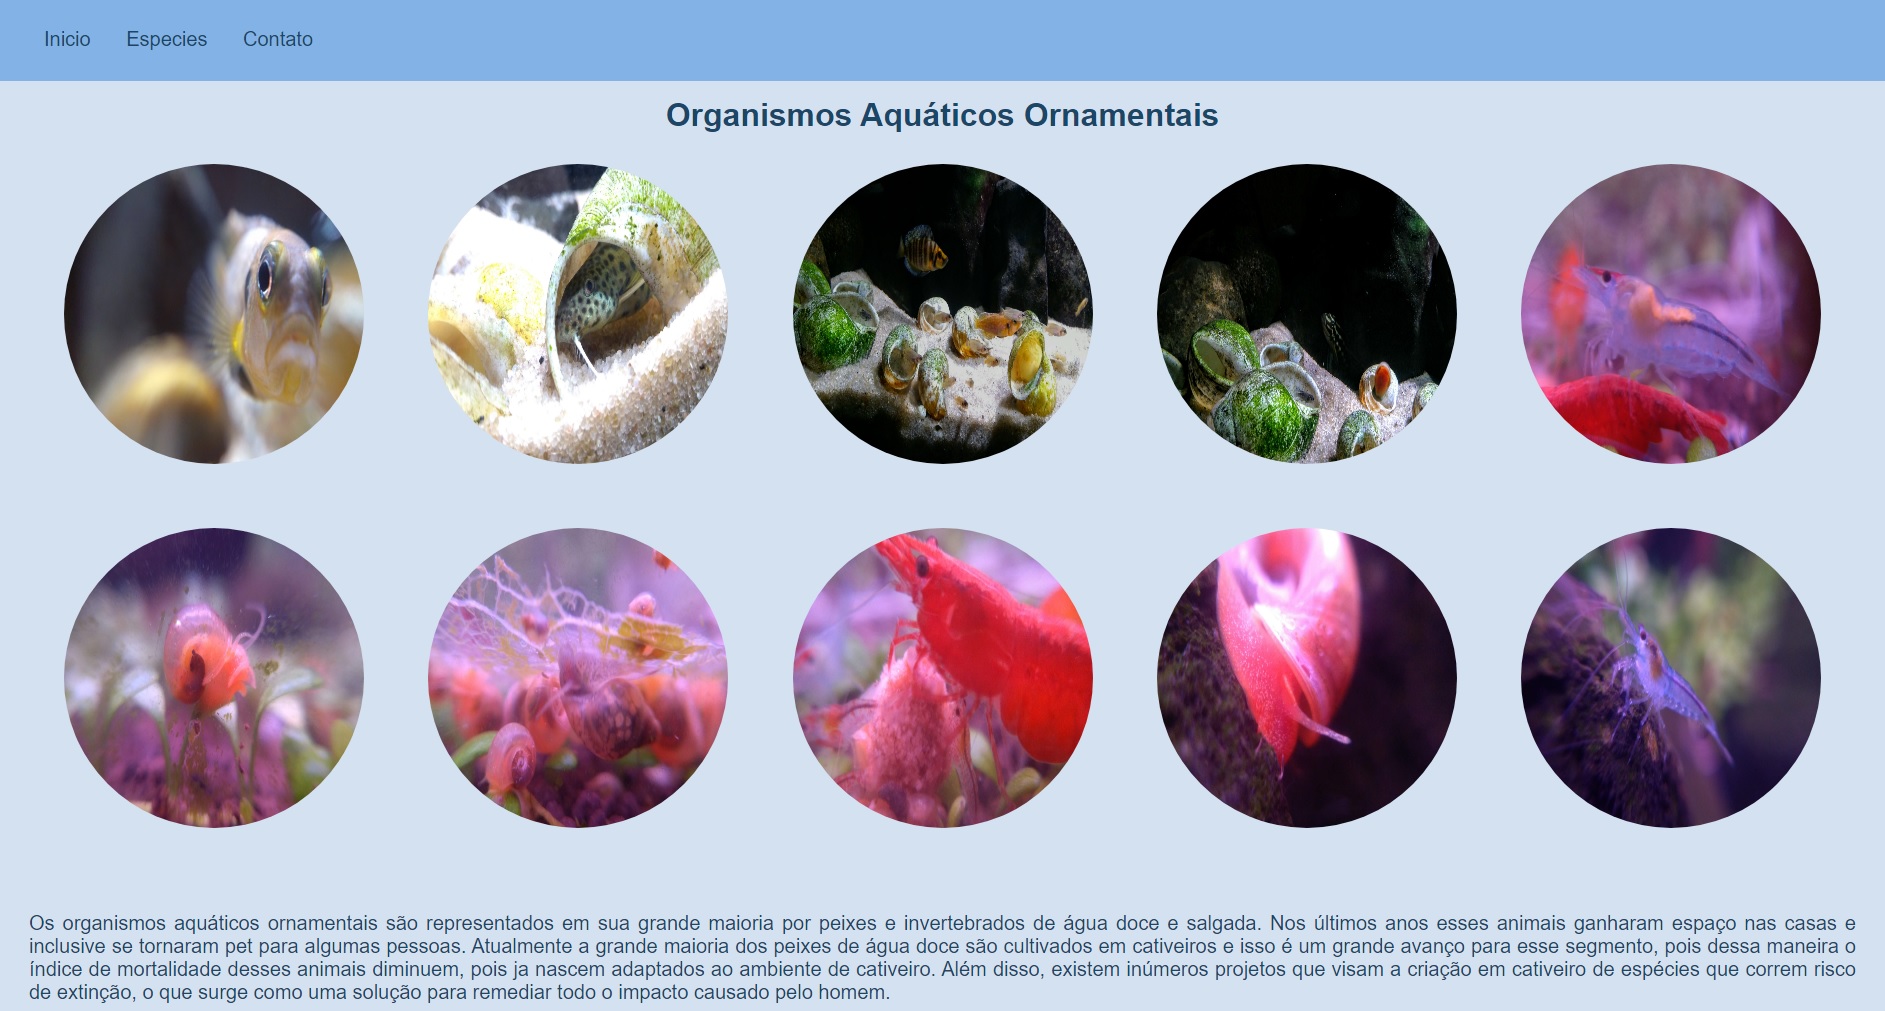 Inicio Especies Contato
Organismos Aquáticos Ornamentais
Os organismos aquáticos ornamentais são representados em sua grande maioria por peixes e invertebrados de água doce e salgada. Nos últimos anos esses animais ganharam espaço nas casas e
inclusive se tornaram pet para algumas pessoas. Atualmente a grande maioria dos peixes de água doce são cultivados em cativeiros e isso é um grande avanço para esse segmento, pois dessa maneira o
índice de mortalidade desses animais diminuem, pois ja nascem adaptados ao ambiente de cativeiro. Além disso, existem inúmeros projetos que visam a criação em cativeiro de espécies que correm risco
de extinção, o que surge como uma solução para remediar todo o impacto causado pelo homem.